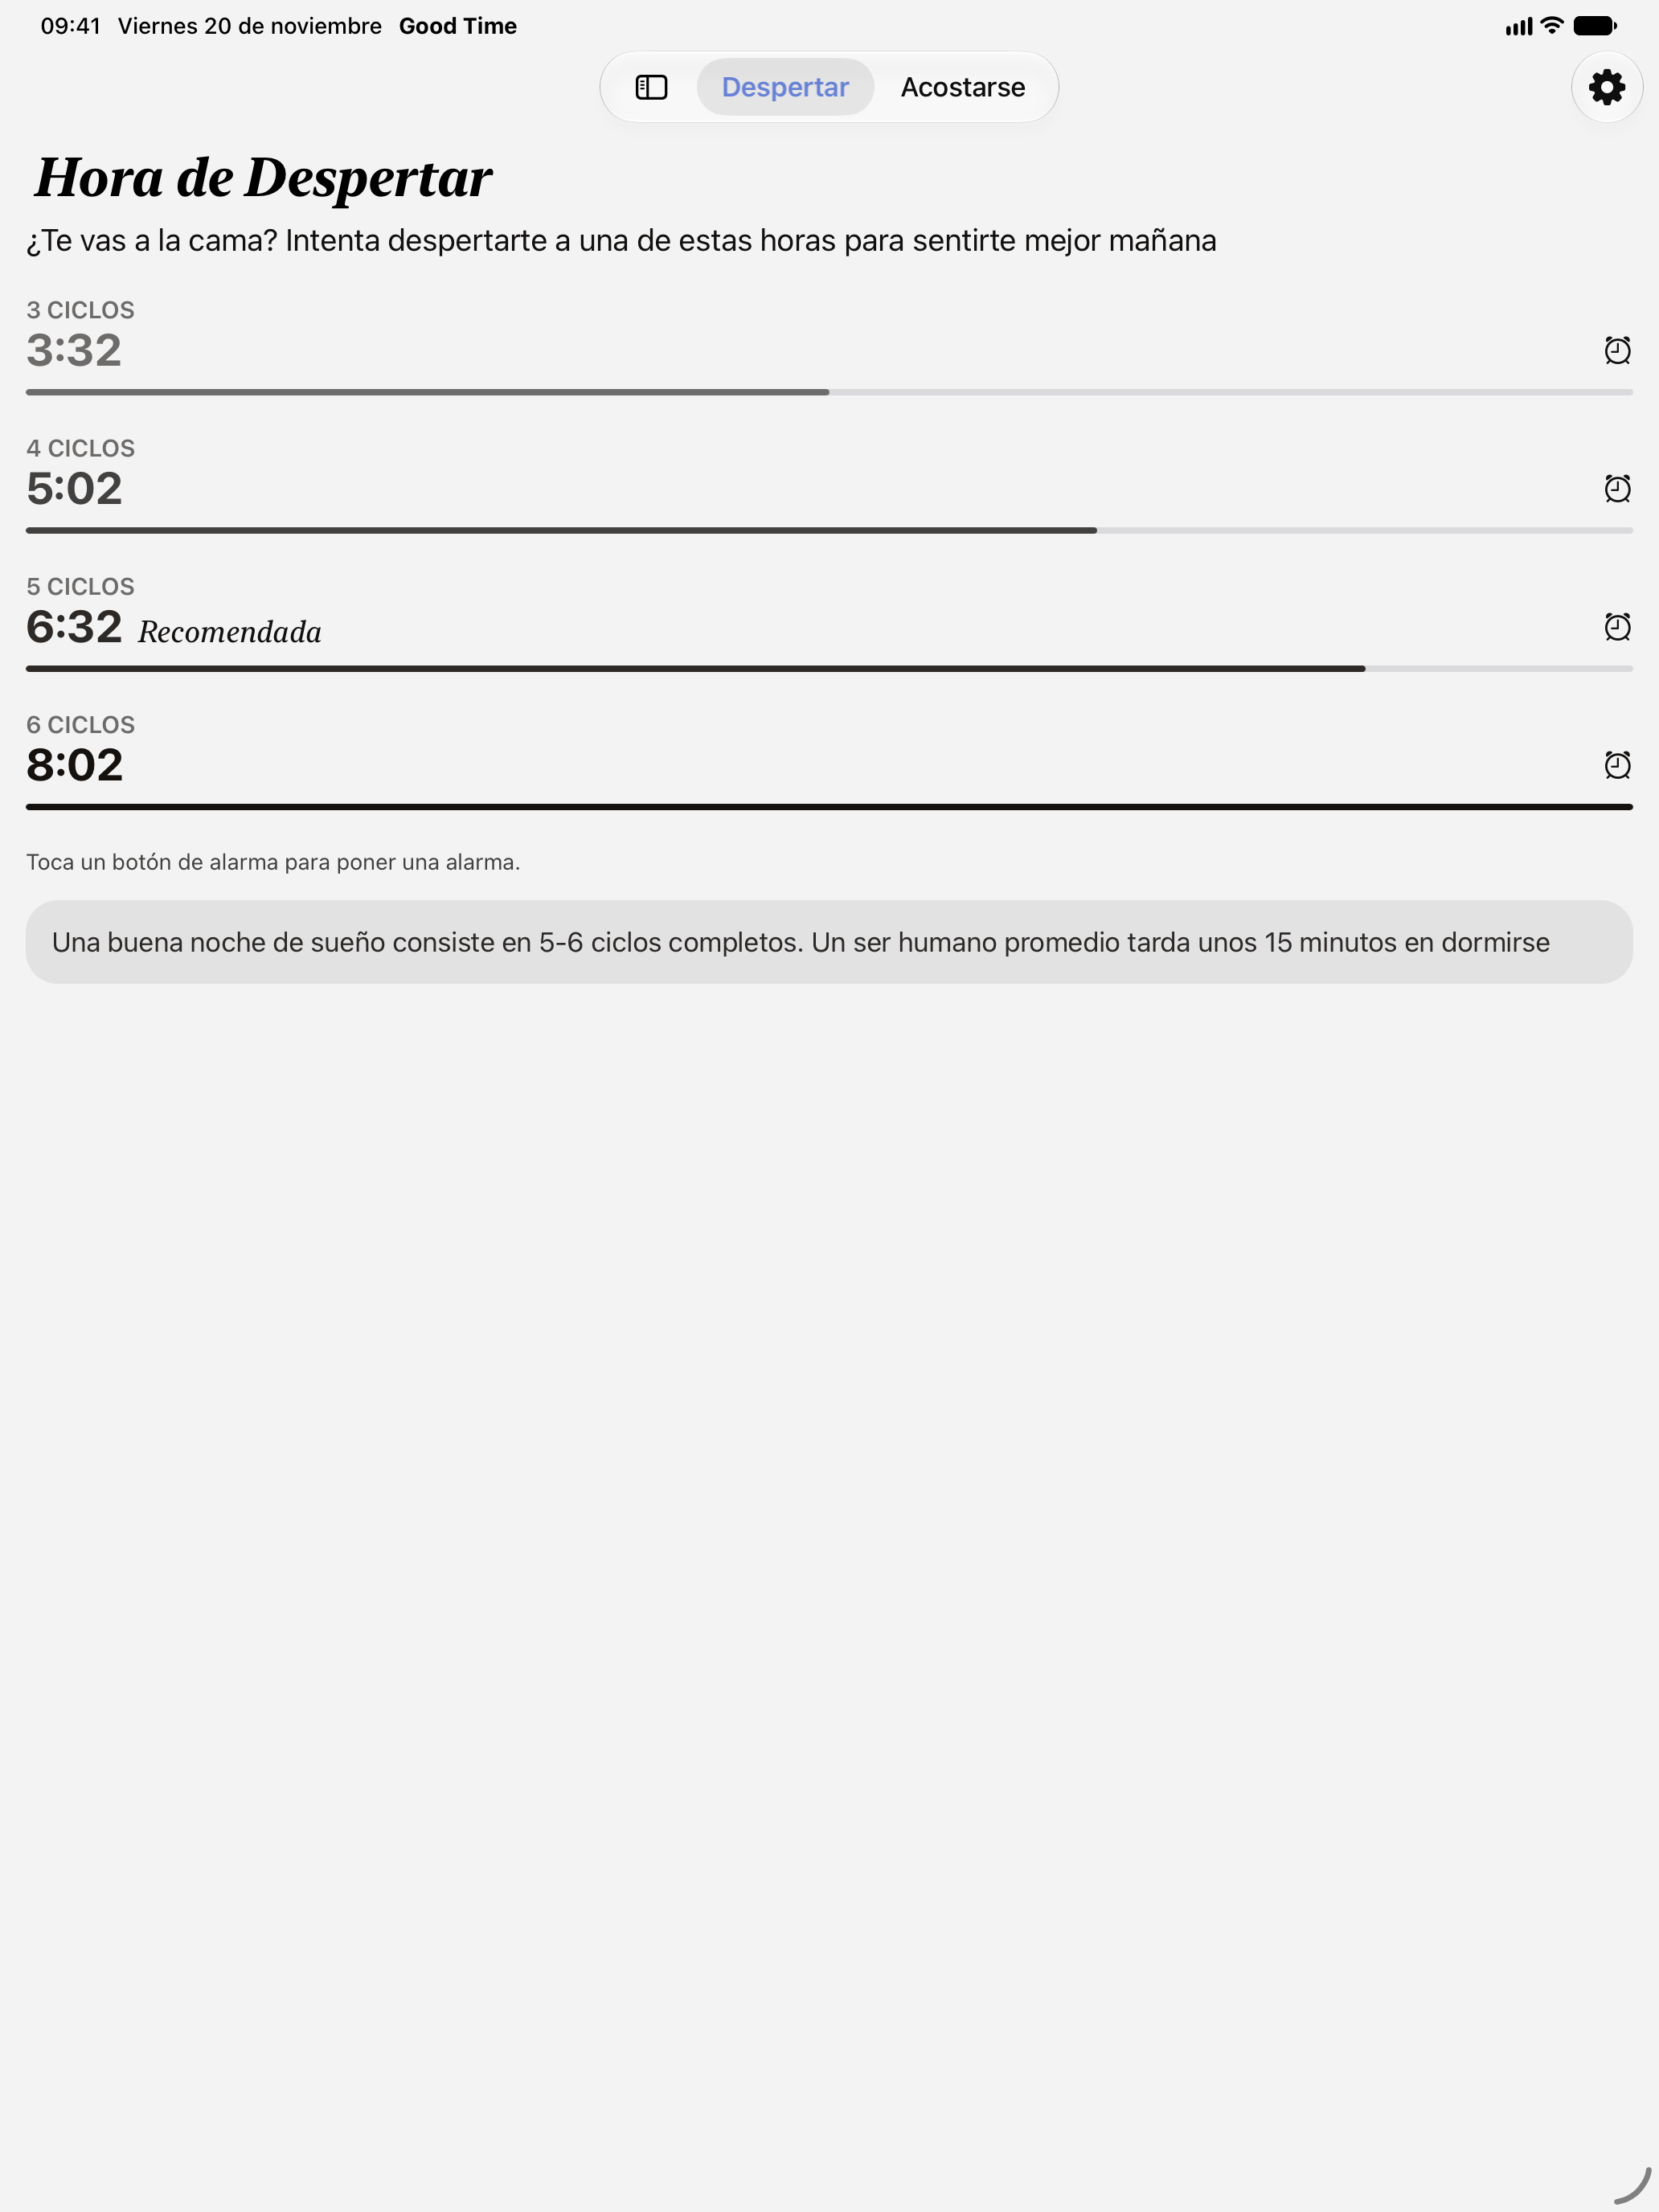 09:41 Viernes 20 de noviembre Good Time
Despertar Acostarse
Hora de Despertar
¿Te vas a la cama? Intenta despertarte a una de estas horas para sentirte mejor mañana
3 CICLOS
3:32
4 CICLOS
5:02
5 CICLOS
6:32 Recomendada
6 CICLOS
8:02
Toca un botón de alarma para poner una alarma.
Una buena noche de sueño consiste en 5-6 ciclos completos. Un ser humano promedio tarda unos 15 minutos en dormirse